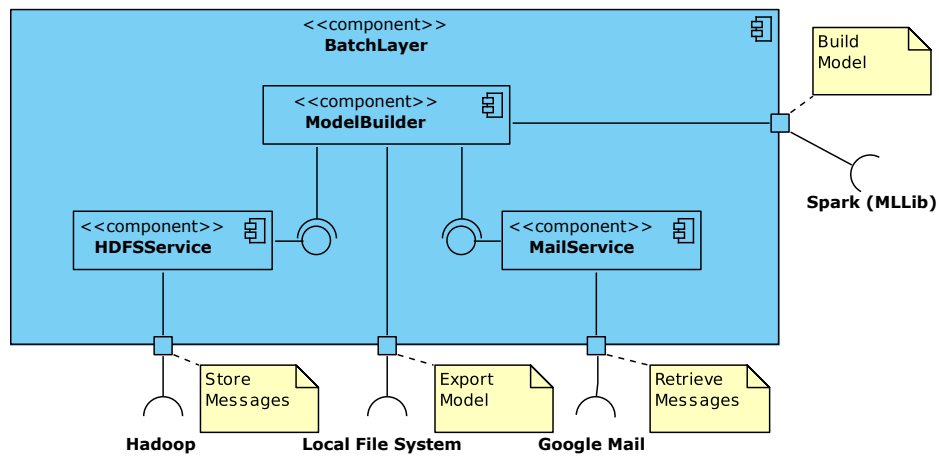 <<component>>
BatchLayer
Build
Model
<<component>>
ModelBuilder
Spark (MLLib)
<<component>>
HDFSService
<<component>>
MailService
Store
Messages
Export
Model
Retrieve
Messages
Hadoop
Local File System
Google Mail